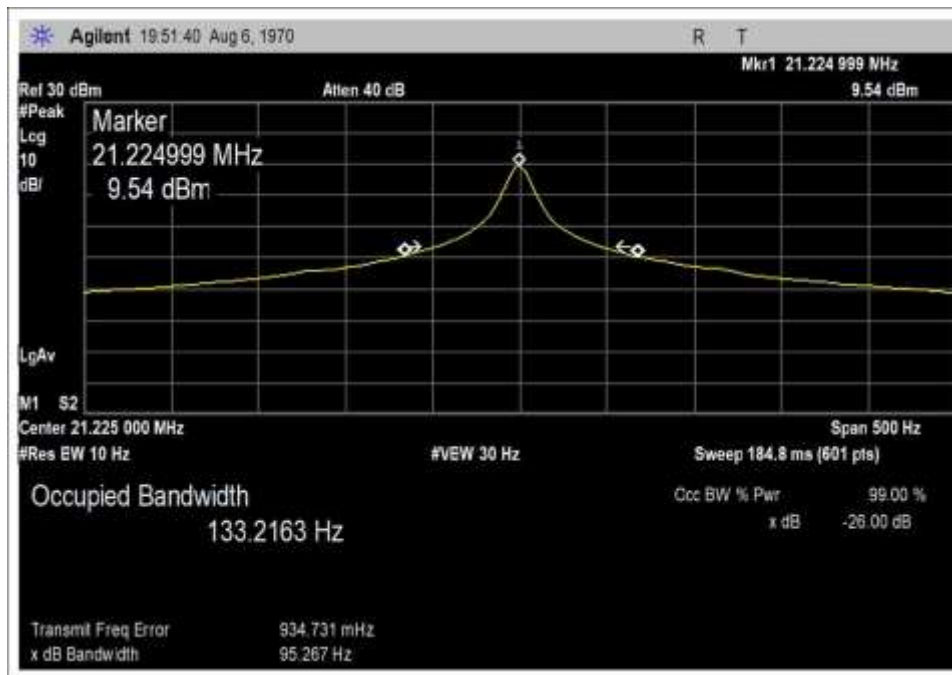 Agilent 19:51:40 Aug 6, 1970 R T
Mkr1 21.224 999 MHz
Ref 30 dBm Atten 40 dB 9.54 dBm
#Peak
Log
10
dB/
Marker
21.224999 MHz
9.54 dBm
1
LgAv
M1 S2
Center 21.225 000 MHz Span 500 Hz
#Res BW 10 Hz #VBW 30 Hz Sweep 184.8 ms (601 pts)
Occupied Bandwidth
133.2163 Hz
Occ BW % Pwr 99.00 %
x dB -26.00 dB
Transmit Freq Error 934.731 mHz
x dB Bandwidth 95.267 Hz